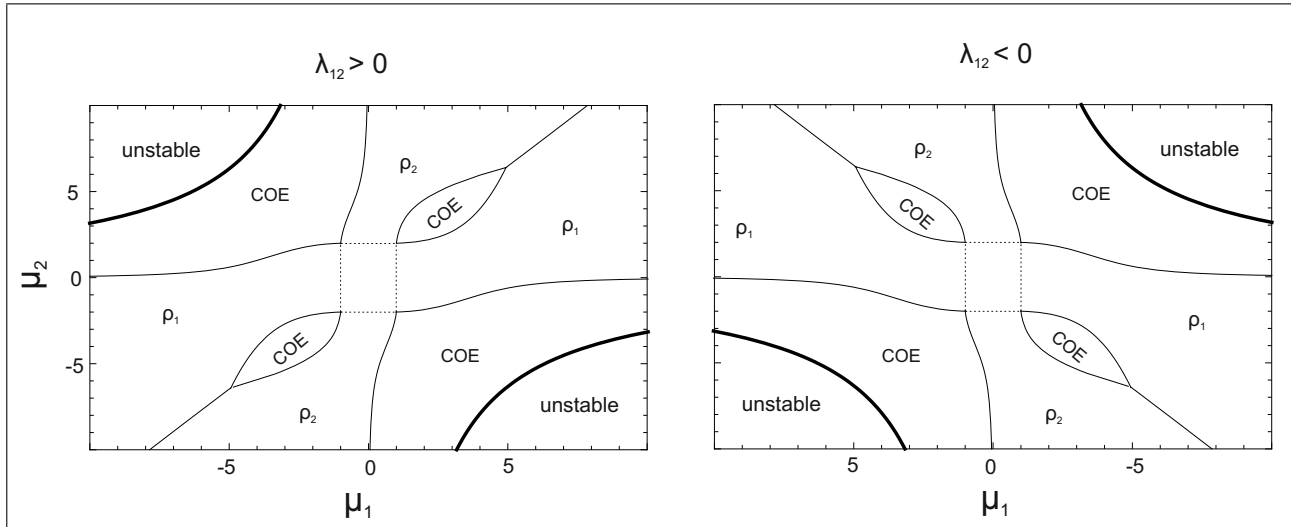 λ₁₂ > 0
unstable
COE
ρ₂
COE
ρ₁
ρ₁
COE
COE
ρ₂
unstable
5
0
-5
μ₂
-5
0
5
μ₁
λ₁₂ < 0
ρ₂
unstable
COE
COE
ρ₁
ρ₁
COE
COE
unstable
ρ₂
5
0
-5
μ₁